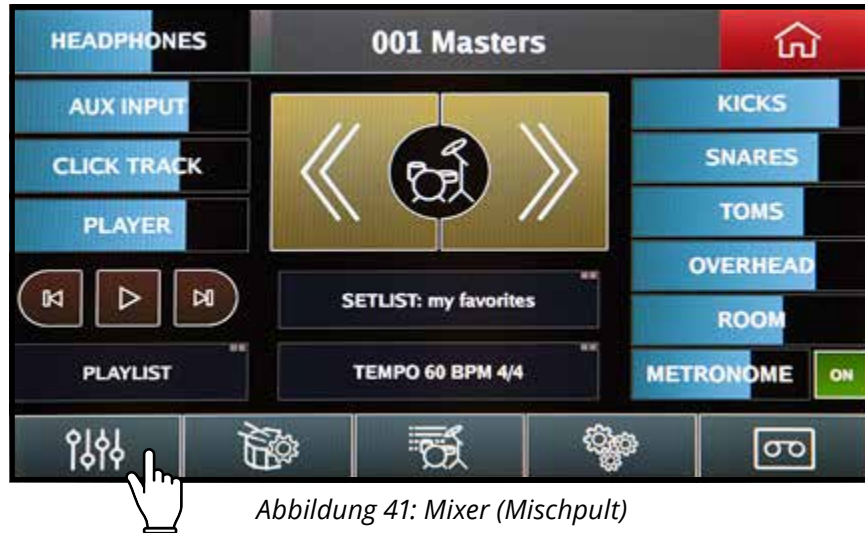 HEADPHONES
001 Masters
AUX INPUT
CLICK TRACK
PLAYER
PLAYLIST
SETLIST: my favorites
TEMPO 60 BPM 4/4
KICKS
SNARES
TOMS
OVERHEAD
ROOM
METRONOME ON
Abbildung 41: Mixer (Mischpult)